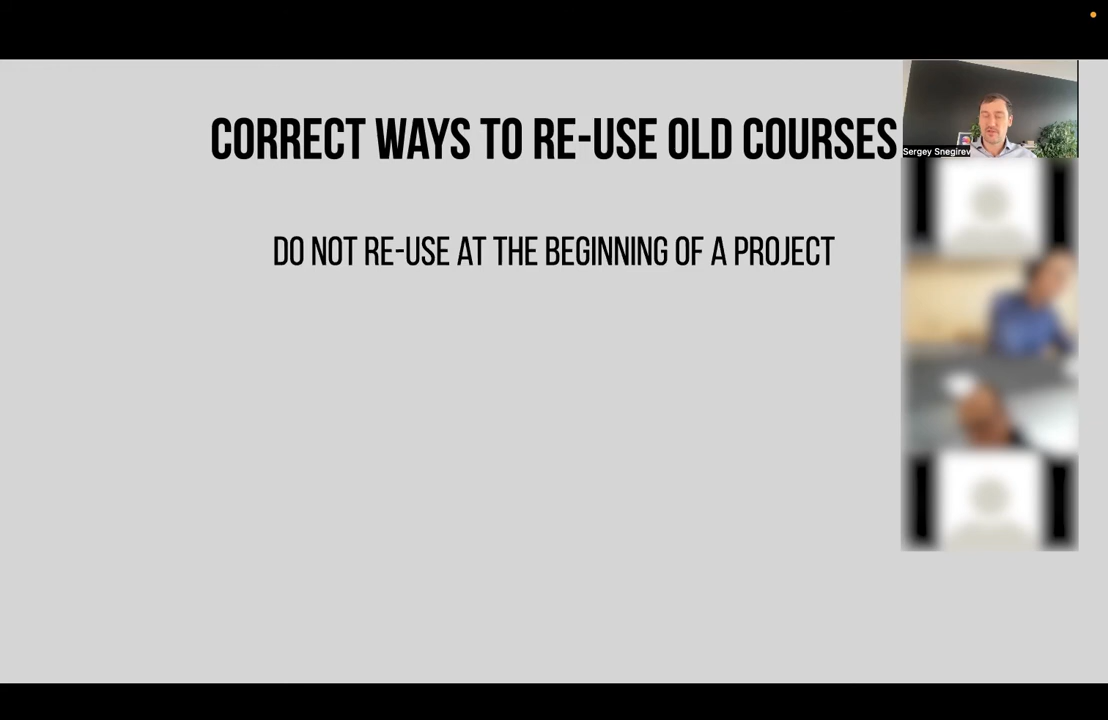 CORRECT WAYS TO RE-USE OLD COURSES
Sergey Snegirev
DO NOT RE-USE AT THE BEGINNING OF A PROJECT